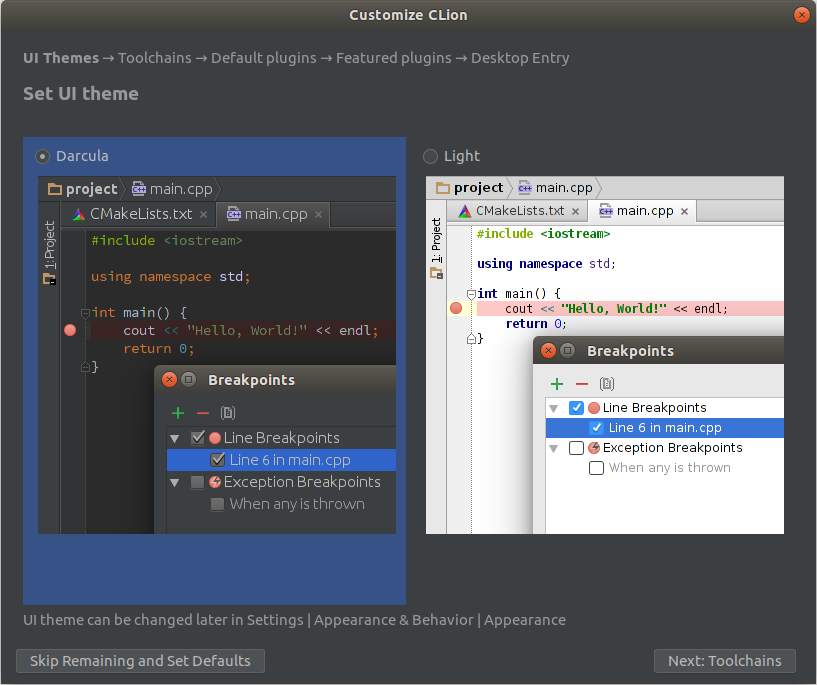 Customize CLion
UI Themes → Toolchains → Default plugins → Featured plugins → Desktop Entry
Set UI theme
Darcula
project main.cpp
CMakeLists.txt × main.cpp ×
1: Project
#include <iostream>
using namespace std;
int main() {
cout << "Hello, World!" << endl;
return 0;
}
Breakpoints
Line Breakpoints
Line 6 in main.cpp
Exception Breakpoints
When any is thrown
Light
project main.cpp
CMakeLists.txt × main.cpp ×
1: Project
#include <iostream>
using namespace std;
int main() {
cout << "Hello, World!" << endl;
return 0;
}
Breakpoints
Line Breakpoints
Line 6 in main.cpp
Exception Breakpoints
When any is thrown
UI theme can be changed later in Settings | Appearance & Behavior | Appearance
Skip Remaining and Set Defaults
Next: Toolchains